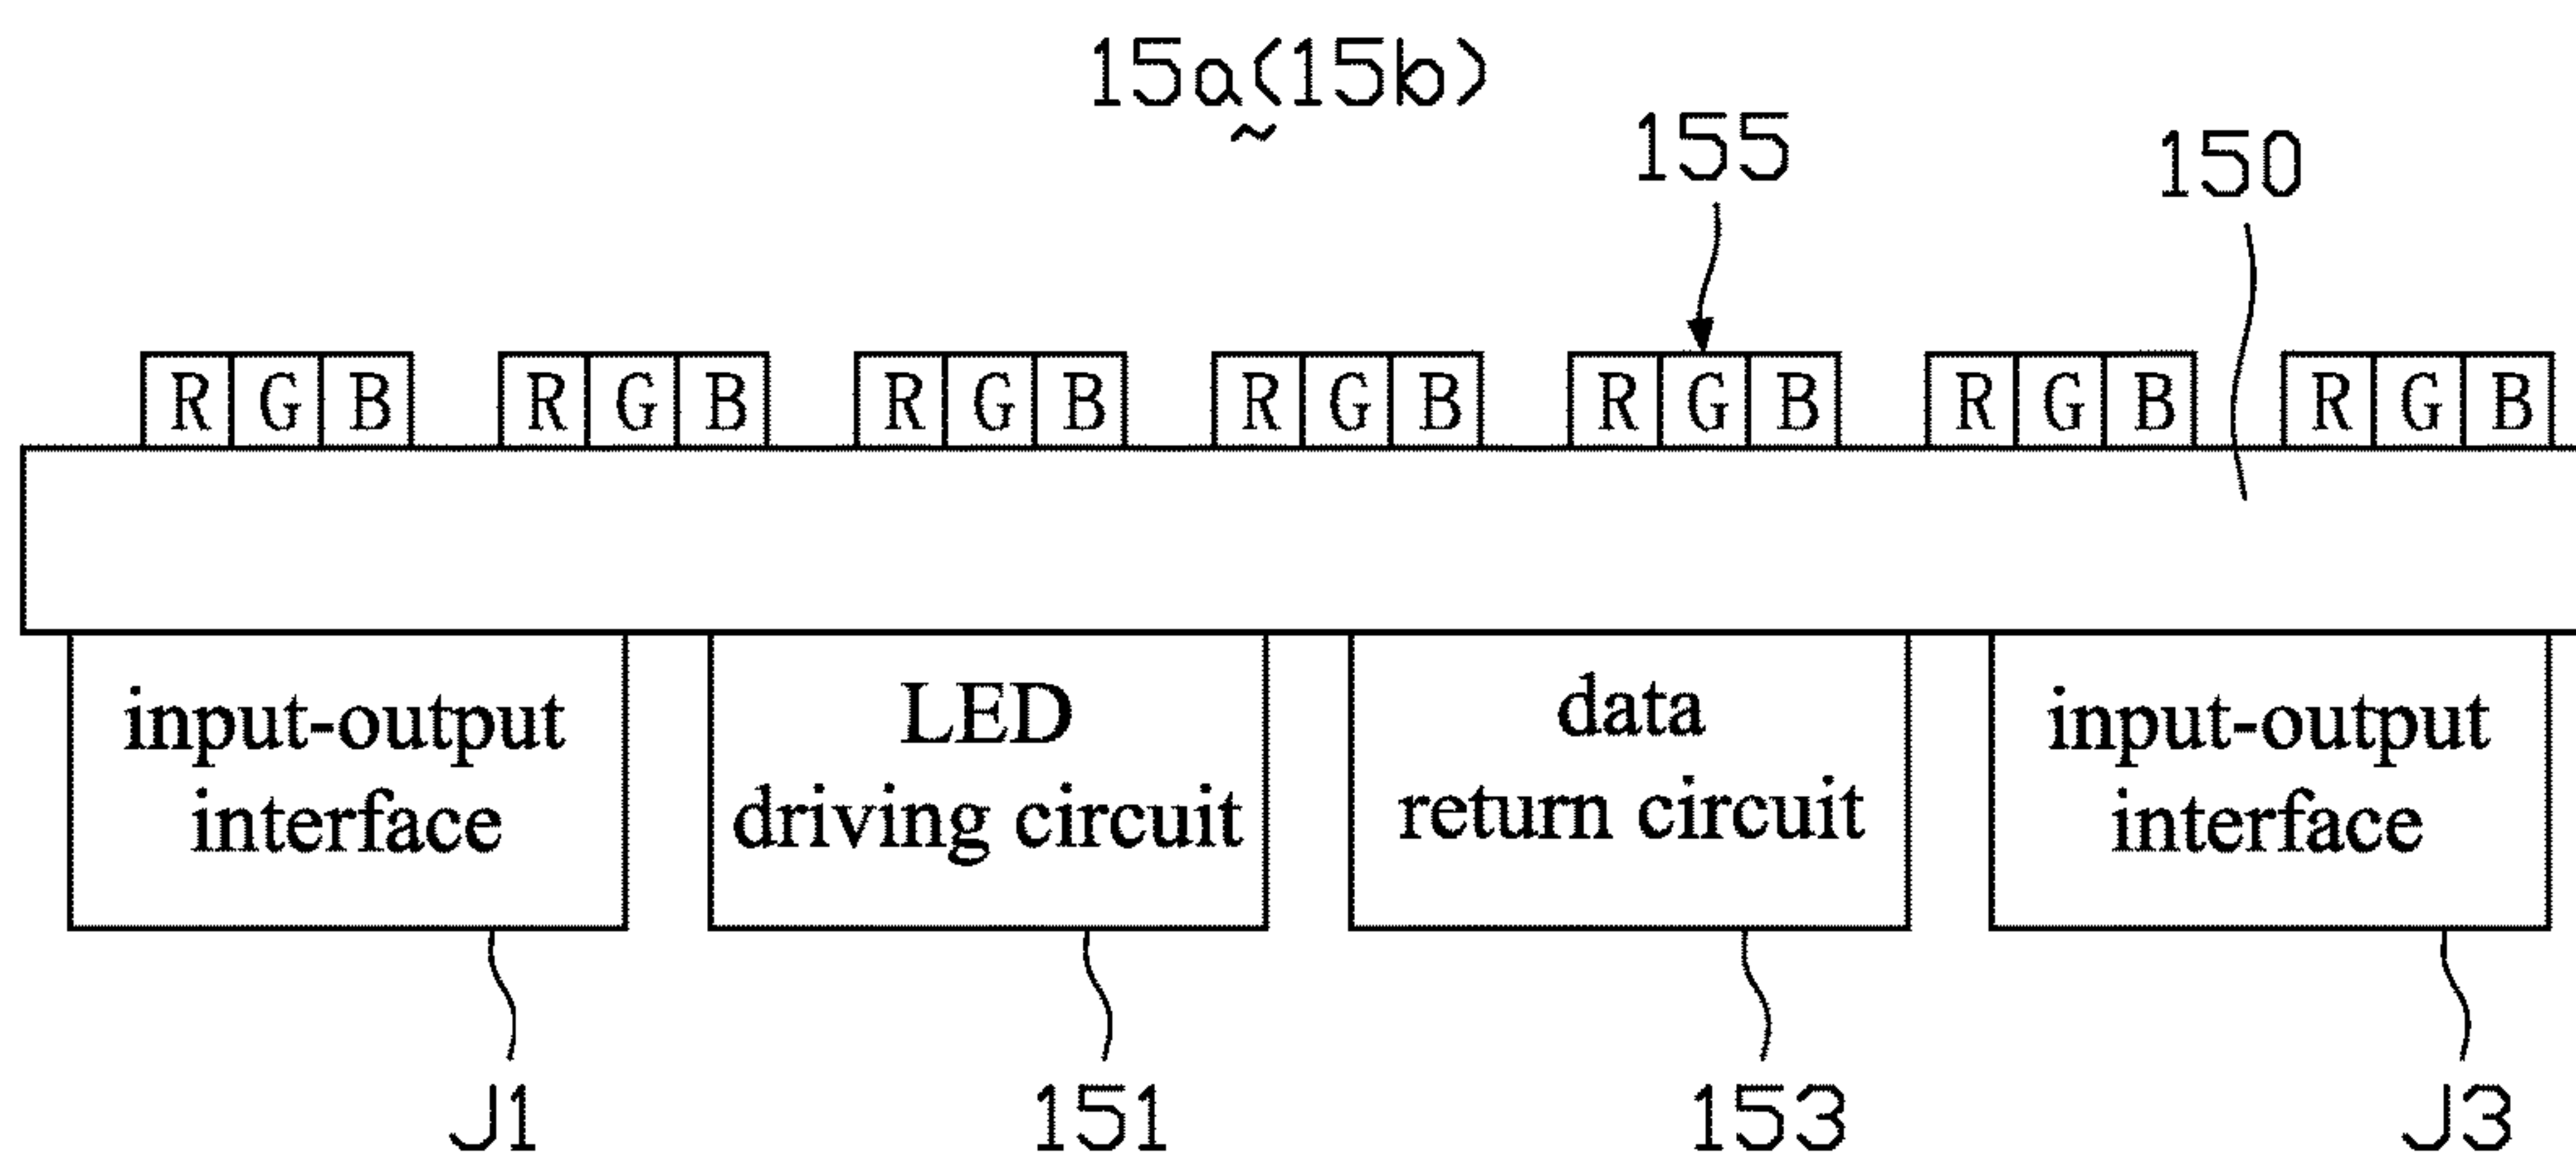 15a(15b)
155
150
R G B R G B R G B R G B R G B R G B R G B
input-output
interface
LED
driving circuit
data
return circuit
input-output
interface
J1
151
153
J3